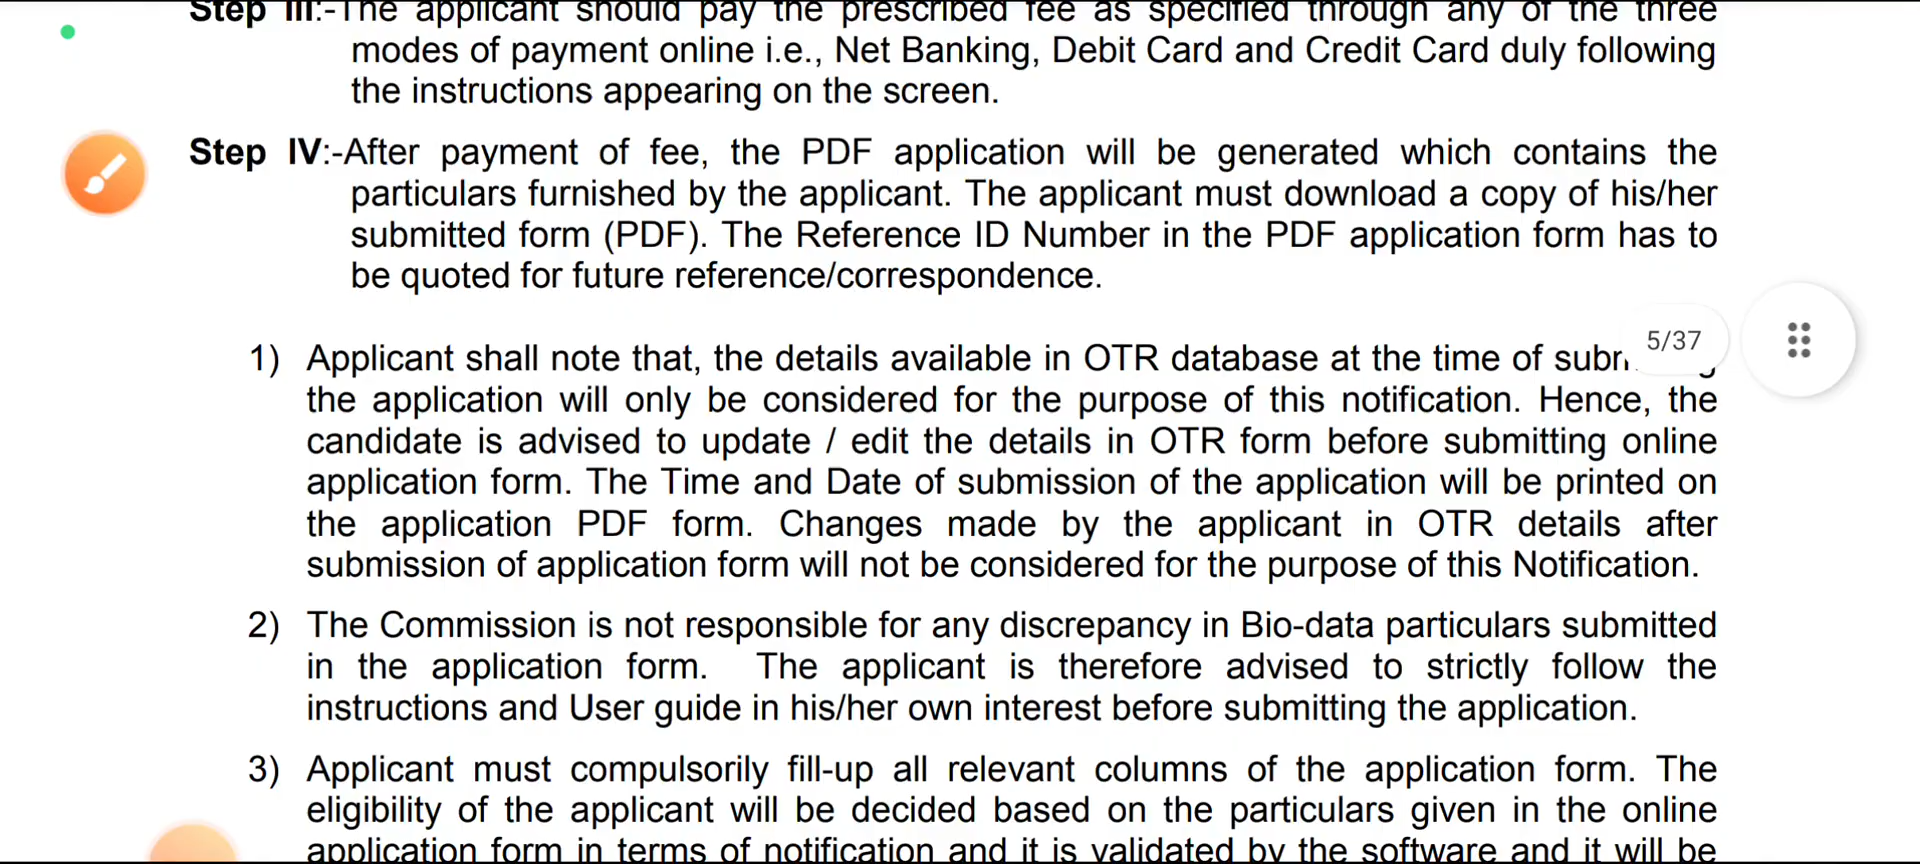 Step III:-The applicant should pay the prescribed fee as specified through any of the three
modes of payment online i.e., Net Banking, Debit Card and Credit Card duly following
the instructions appearing on the screen.
Step IV:-After payment of fee, the PDF application will be generated which contains the
particulars furnished by the applicant. The applicant must download a copy of his/her
submitted form (PDF). The Reference ID Number in the PDF application form has to
be quoted for future reference/correspondence.
5/37
1) Applicant shall note that, the details available in OTR database at the time of
the application will only be considered for the purpose of this notification. Hence, the
candidate is advised to update / edit the details in OTR form before submitting online
application form. The Time and Date of submission of the application will be printed on
the application PDF form. Changes made by the applicant in OTR details after
submission of application form will not be considered for the purpose of this Notification.
2) The Commission is not responsible for any discrepancy in Bio-data particulars submitted
in the application form. The applicant is therefore advised to strictly follow the
instructions and User guide in his/her own interest before submitting the application.
3) Applicant must compulsorily fill-up all relevant columns of the application form. The
eligibility of the applicant will be decided based on the particulars given in the online
application form in terms of notification and it is validated by the software and it will be